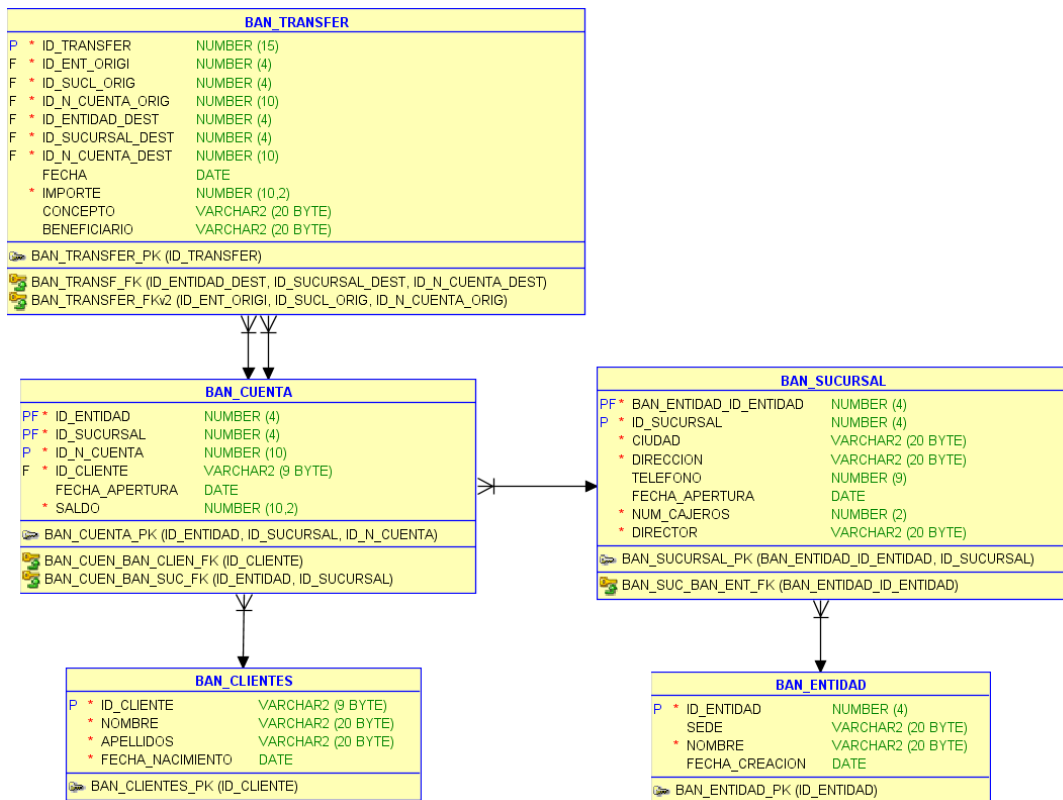 BAN_TRANSFER
P * ID_TRANSFER NUMBER (15)
F * ID_ENT_ORIGI NUMBER (4)
F * ID_SUCL_ORIG NUMBER (4)
F * ID_N_CUENTA_ORIG NUMBER (10)
F * ID_ENTIDAD_DEST NUMBER (4)
F * ID_SUCURSAL_DEST NUMBER (4)
F * ID_N_CUENTA_DEST NUMBER (10)
FECHA DATE
* IMPORTE NUMBER (10,2)
CONCEPTO VARCHAR2 (20 BYTE)
BENEFICIARIO VARCHAR2 (20 BYTE)
BAN_TRANSFER_PK (ID_TRANSFER)
BAN_TRANSF_FK (ID_ENTIDAD_DEST, ID_SUCURSAL_DEST, ID_N_CUENTA_DEST)
BAN_TRANSFER_FKv2 (ID_ENT_ORIGI, ID_SUCL_ORIG, ID_N_CUENTA_ORIG)
BAN_CUENTA
PF * ID_ENTIDAD NUMBER (4)
PF * ID_SUCURSAL NUMBER (4)
P * ID_N_CUENTA NUMBER (10)
F * ID_CLIENTE VARCHAR2 (9 BYTE)
FECHA_APERTURA DATE
* SALDO NUMBER (10,2)
BAN_CUENTA_PK (ID_ENTIDAD, ID_SUCURSAL, ID_N_CUENTA)
BAN_CUEN_BAN_CLIEN_FK (ID_CLIENTE)
BAN_CUEN_BAN_SUC_FK (ID_ENTIDAD, ID_SUCURSAL)
BAN_SUCURSAL
PF * BAN_ENTIDAD_ID_ENTIDAD NUMBER (4)
P * ID_SUCURSAL NUMBER (4)
* CIUDAD VARCHAR2 (20 BYTE)
* DIRECCION VARCHAR2 (20 BYTE)
TELEFONO NUMBER (9)
FECHA_APERTURA DATE
* NUM_CAJEROS NUMBER (2)
* DIRECTOR VARCHAR2 (20 BYTE)
BAN_SUCURSAL_PK (BAN_ENTIDAD_ID_ENTIDAD, ID_SUCURSAL)
BAN_SUC_BAN_ENT_FK (BAN_ENTIDAD_ID_ENTIDAD)
BAN_CLIENTES
P * ID_CLIENTE VARCHAR2 (9 BYTE)
* NOMBRE VARCHAR2 (20 BYTE)
* APELLIDOS VARCHAR2 (20 BYTE)
* FECHA_NACIMIENTO DATE
BAN_CLIENTES_PK (ID_CLIENTE)
BAN_ENTIDAD
P * ID_ENTIDAD NUMBER (4)
SEDE VARCHAR2 (20 BYTE)
* NOMBRE VARCHAR2 (20 BYTE)
FECHA_CREACION DATE
BAN_ENTIDAD_PK (ID_ENTIDAD)